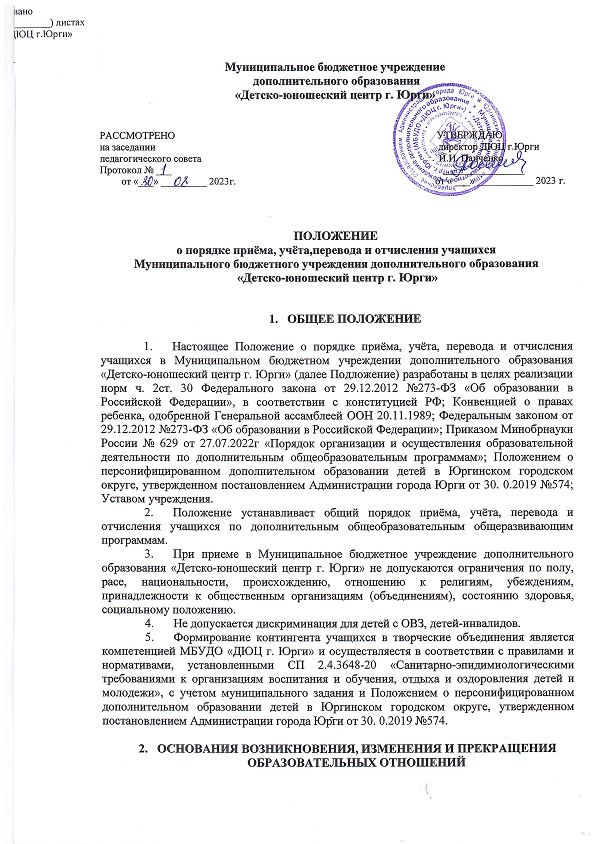 вано
________) листах
ДЮЦ г.Юрги»
Муниципальное бюджетное учреждение
дополнительного образования
«Детско-юношеский центр г. Юрги»
РАССМОТРЕНО
на заседании
педагогического совета
Протокол № 1
от « 30 » 08 2023г.
УТВЕРЖДАЮ
директор ДЮЦ г.Юрги
И.И. Панченко
от « 2023 г.
ПОЛОЖЕНИЕ
о порядке приёма, учёта,перевода и отчисления учащихся
Муниципального бюджетного учреждения дополнительного образования
«Детско-юношеский центр г. Юрги»
1. ОБЩЕЕ ПОЛОЖЕНИЕ
1. Настоящее Положение о порядке приёма, учёта, перевода и отчисления
учащихся в Муниципальном бюджетном учреждении дополнительного образования
«Детско-юношеский центр г. Юрги» (далее Подложение) разработаны в целях реализации
норм ч. 2ст. 30 Федерального закона от 29.12.2012 №273-ФЗ «Об образовании в
Российской Федерации», в соответствии с конституцией РФ; Конвенцией о правах
ребенка, одобренной Генеральной ассамблеей ООН 20.11.1989; Федеральным законом от
29.12.2012 №273-ФЗ «Об образовании в Российской Федерации»; Приказом Минобрнауки
России № 629 от 27.07.2022г «Порядок организации и осуществления образовательной
деятельности по дополнительным общеобразовательным программам»; Положением о
персонифицированном дополнительном образовании детей в Юргинском городском
округе, утвержденном постановлением Администрации города Юрги от 30. 0.2019 №574;
Уставом учреждения.
2. Положение устанавливает общий порядок приёма, учёта, перевода и
отчисления учащихся по дополнительным общеобразовательным общеразвивающим
программам.
3. При приеме в Муниципальное бюджетное учреждение дополнительного
образования «Детско-юношеский центр г. Юрги» не допускаются ограничения по полу,
расе, национальности, происхождению, отношению к религиям, убеждениям,
принадлежности к общественным организациям (объединениям), состоянию здоровья,
социальному положению.
4. Не допускается дискриминация для детей с ОВЗ, детей-инвалидов.
5. Формирование контингента учащихся в творческие объединения является
компетенцией МБУДО «ДЮЦ г. Юрги» и осуществляестя в соответствии с правилами и
нормативами, установленными СП 2.4.3648-20 «Санитарно-эпидимиологическими
требованиями к организациям воспитания и обучения, отдыха и оздоровления детей и
молодежи», с учетом муниципального задания и Положением о персонифицированном
дополнительном образовании детей в Юргинском городском округе, утвержденном
постановлением Администрации города Юрги от 30. 0.2019 №574.
2. ОСНОВАНИЯ ВОЗНИКНОВЕНИЯ, ИЗМЕНЕНИЯ И ПРЕКРАЩЕНИЯ
ОБРАЗОВАТЕЛЬНЫХ ОТНОШЕНИЙ